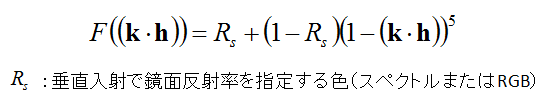 F((k·h)) = R_s + (1 − R_s)(1 − (k·h))^5
R_s :垂直入射で鏡面反射率を指定する色(スペクトルまたはRGB)